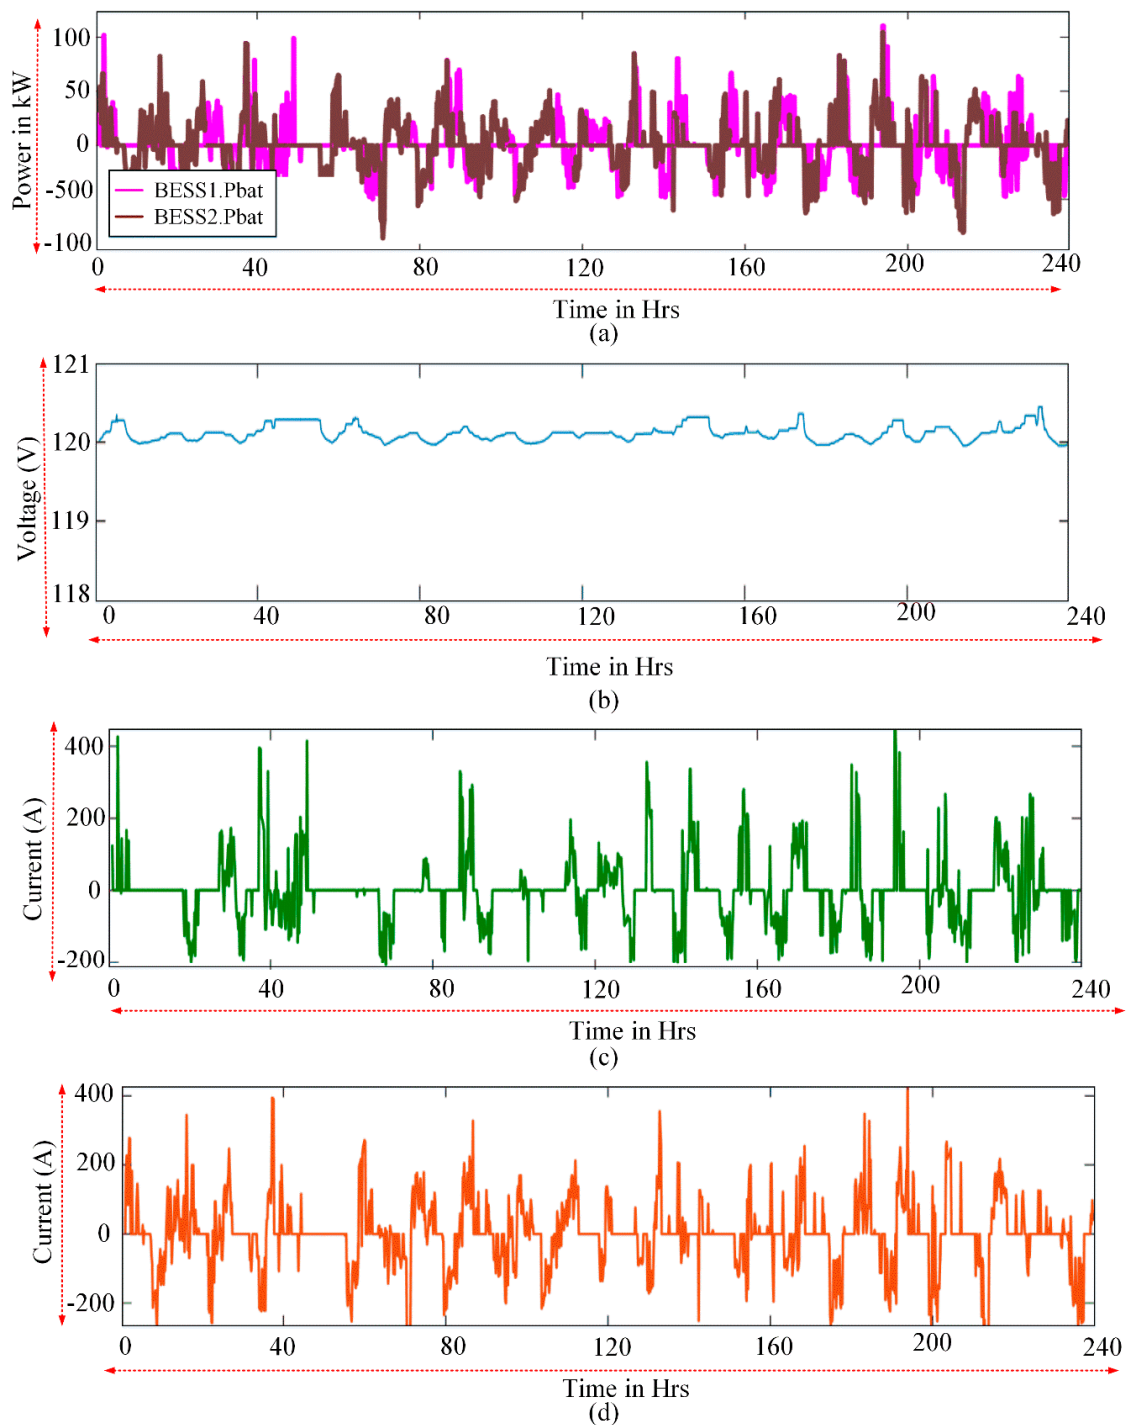 Power in kW
100
50
0
-500
-100
BESS1.Pbat
BESS2.Pbat
0 40 80 120 160 200 240
Time in Hrs
(a)
Voltage (V)
121
120
119
118
0 40 80 120 160 200 240
Time in Hrs
(b)
Current (A)
400
200
0
-200
0 40 80 120 160 200 240
Time in Hrs
(c)
Current (A)
400
200
0
-200
0 40 80 120 160 200 240
Time in Hrs
(d)